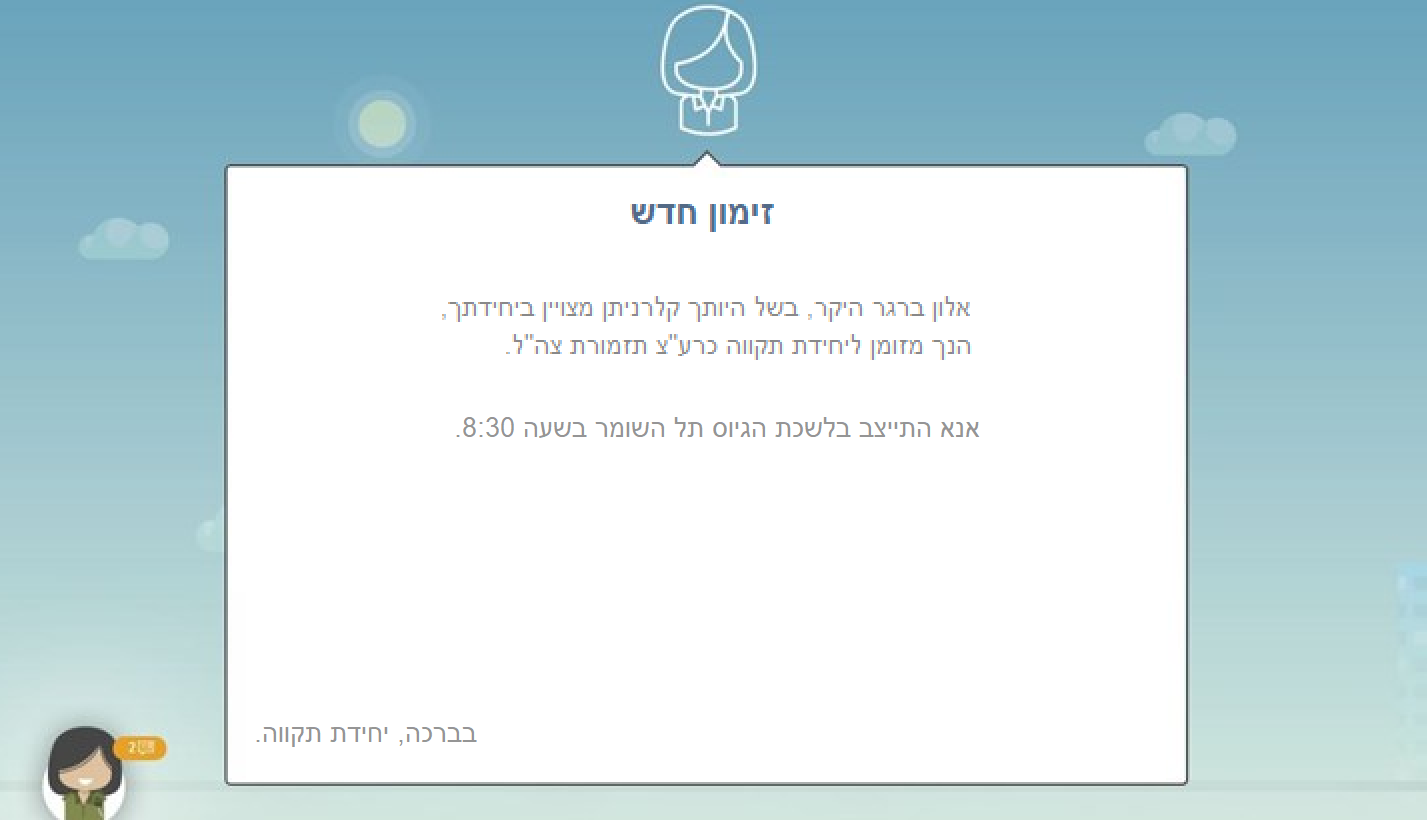 זימון חדש
אלון ברגר היקר, בשל היותך קלרניתן מצויין ביחידתך,
הנך מזומן ליחידת תקווה כרע"צ תזמורת צה"ל.
אנא התייצב בלשכת הגיוס תל השומר בשעה 8:30.
בברכה, יחידת תקווה.
2